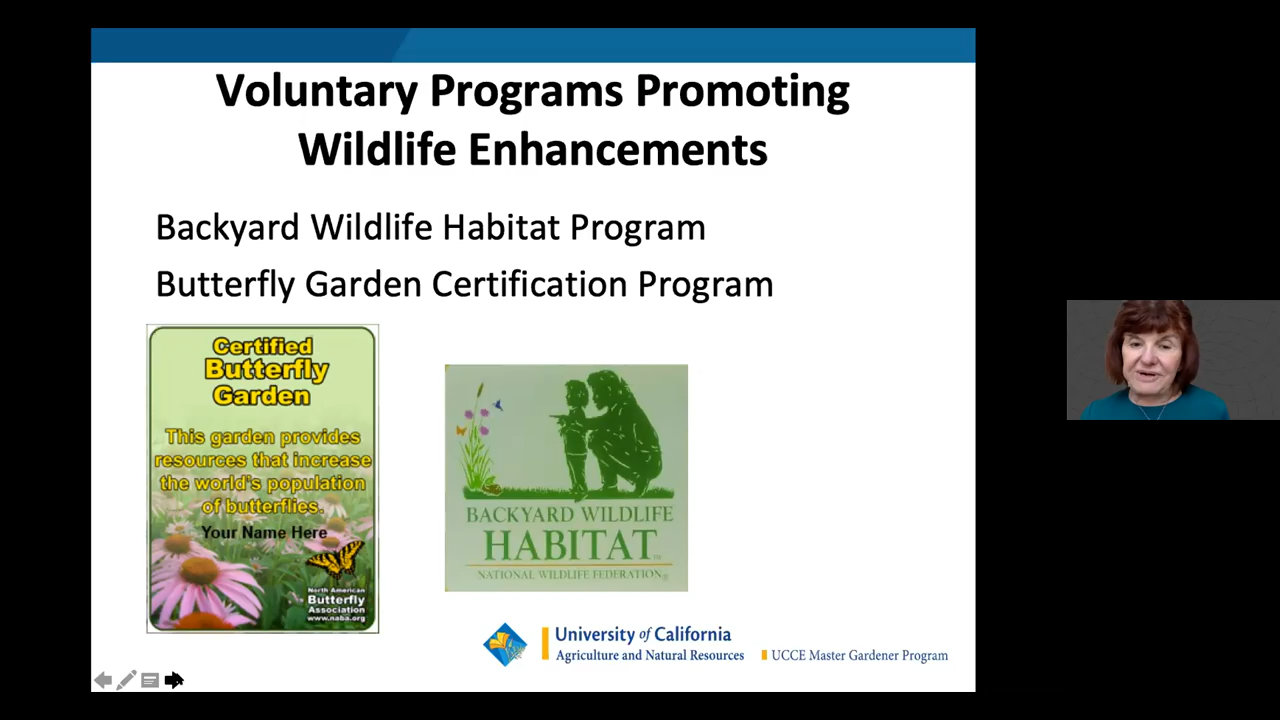 Voluntary Programs Promoting
Wildlife Enhancements
Backyard Wildlife Habitat Program
Butterfly Garden Certification Program
Certified
Butterfly
Garden
This garden provides
resources that increase
the world's population
of butterflies.
Your Name Here
North American
Butterfly
Association
www.naba.org
BACKYARD WILDLIFE
HABITAT™
NATIONAL WILDLIFE FEDERATION®
University of California
Agriculture and Natural Resources
UCCE Master Gardener Program